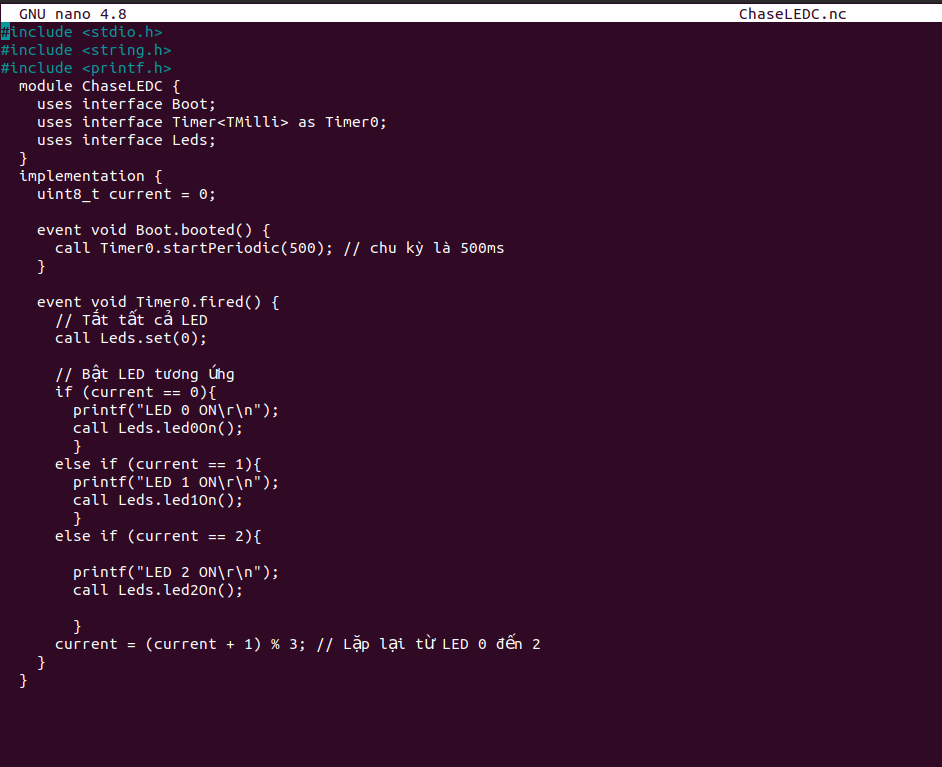 GNU nano 4.8 ChaseLEDC.nc
#include <stdio.h>
#include <string.h>
#include <printf.h>
  module ChaseLEDC {
    uses interface Boot;
    uses interface Timer<TMilli> as Timer0;
    uses interface Leds;
  }
  implementation {
    uint8_t current = 0;

    event void Boot.booted() {
      call Timer0.startPeriodic(500); // chu kỳ là 500ms
    }

    event void Timer0.fired() {
      // Tắt tất cả LED
      call Leds.set(0);

      // Bật LED tương ứng
      if (current == 0){
        printf("LED 0 ON\r\n");
        call Leds.led0On();
        }
      else if (current == 1){
        printf("LED 1 ON\r\n");
        call Leds.led1On();
        }
      else if (current == 2){

        printf("LED 2 ON\r\n");
        call Leds.led2On();

        }
      current = (current + 1) % 3; // Lặp lại từ LED 0 đến 2
    }
  }